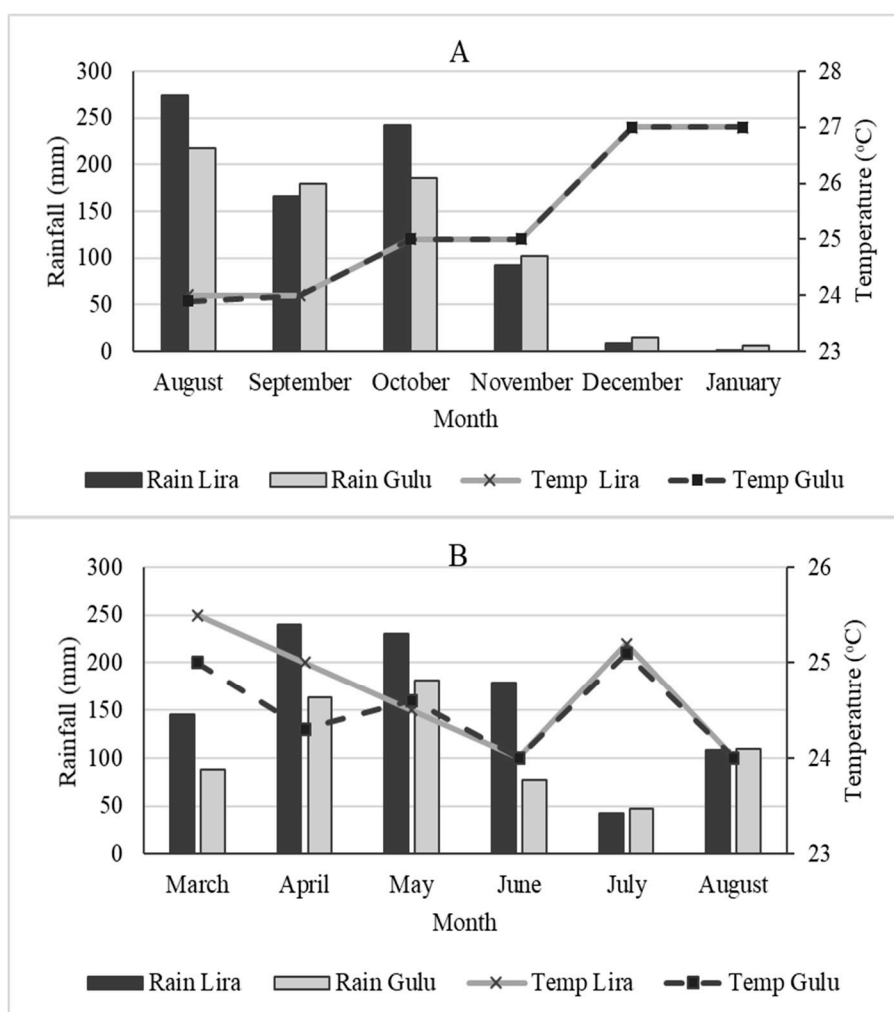 A
300
250
200
150
100
50
0
Rainfall (mm)
28
27
26
25
24
23
Temperature (°C)
August September October November December January
Month
Rain Lira Rain Gulu Temp Lira Temp Gulu
B
300
250
200
150
100
50
0
Rainfall (mm)
26
25
24
23
Temperature (°C)
March April May June July August
Month
Rain Lira Rain Gulu Temp Lira Temp Gulu